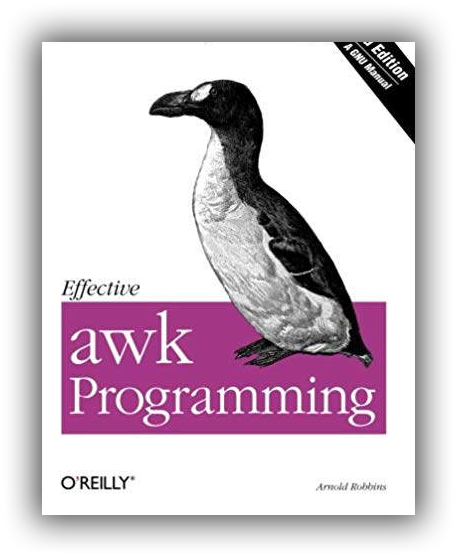 Edition
A GNU Manual
Effective
awk
Programming
O'REILLY®
Arnold Robbins